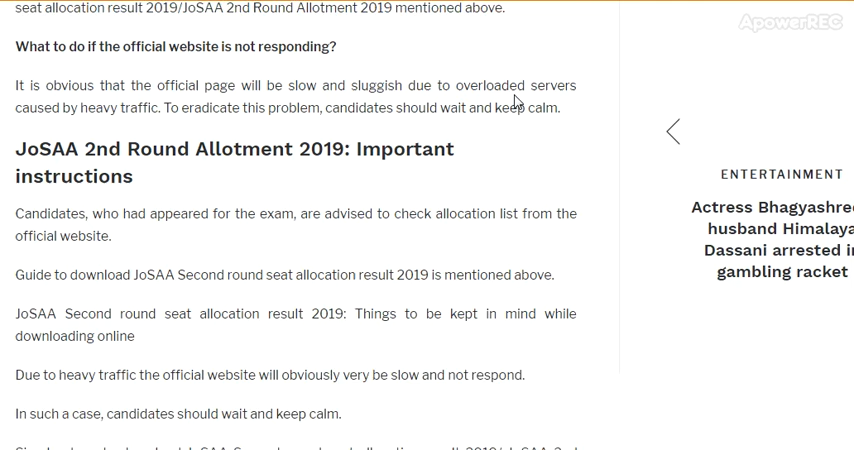 seat allocation result 2019/JoSAA 2nd Round Allotment 2019 mentioned above.
ApowerREC
What to do if the official website is not responding?
It is obvious that the official page will be slow and sluggish due to overloaded servers
caused by heavy traffic. To eradicate this problem, candidates should wait and keep calm.
JoSAA 2nd Round Allotment 2019: Important
instructions
Candidates, who had appeared for the exam, are advised to check allocation list from the
official website.
Guide to download JoSAA Second round seat allocation result 2019 is mentioned above.
JoSAA Second round seat allocation result 2019: Things to be kept in mind while
downloading online
Due to heavy traffic the official website will obviously very be slow and not respond.
In such a case, candidates should wait and keep calm.
ENTERTAINMENT
Actress Bhagyashree
husband Himalaya
Dassani arrested in
gambling racket